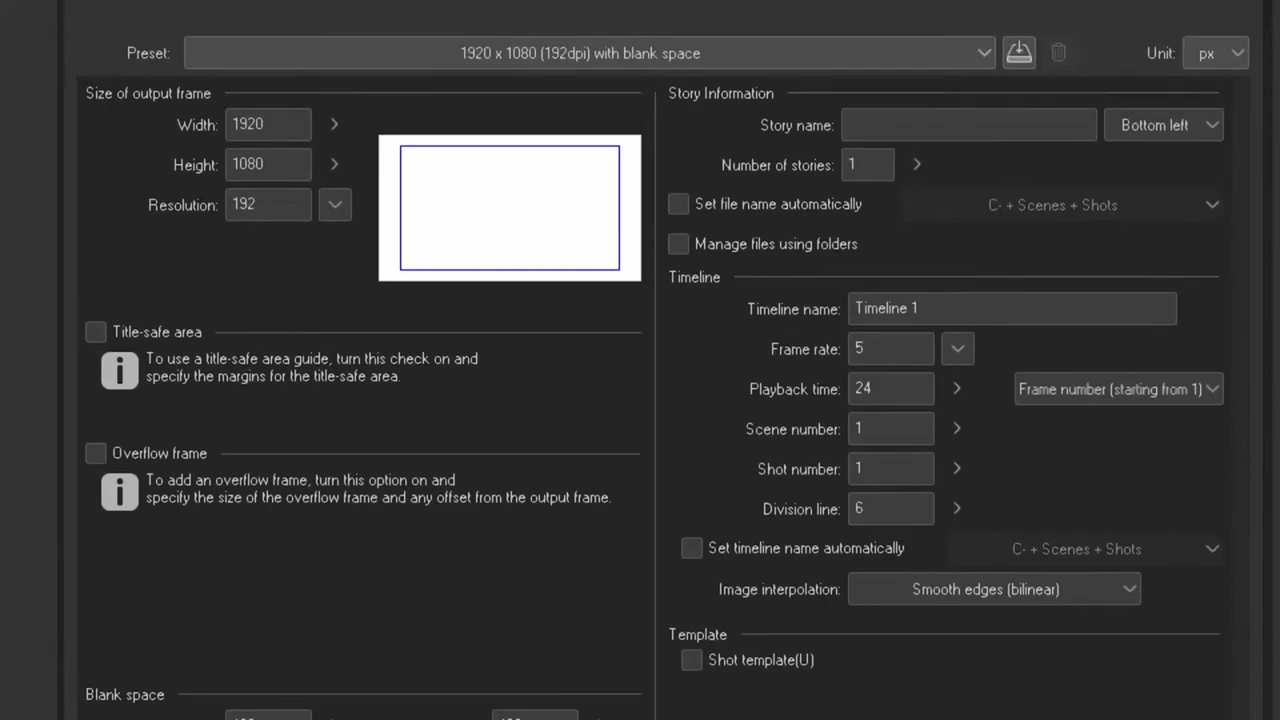 Preset: 1920 x 1080 (192dpi) with blank space Unit: px
Size of output frame
Width: 1920
Height: 1080
Resolution: 192
Title-safe area
To use a title-safe area guide, turn this check on and
specify the margins for the title-safe area.
Overflow frame
To add an overflow frame, turn this option on and
specify the size of the overflow frame and any offset from the output frame.
Blank space
Story Information
Story name: Bottom left
Number of stories: 1
Set file name automatically C- + Scenes + Shots
Manage files using folders
Timeline
Timeline name: Timeline 1
Frame rate: 5
Playback time: 24 Frame number (starting from 1)
Scene number: 1
Shot number: 1
Division line: 6
Set timeline name automatically C- + Scenes + Shots
Image interpolation: Smooth edges (bilinear)
Template
Shot template(U)